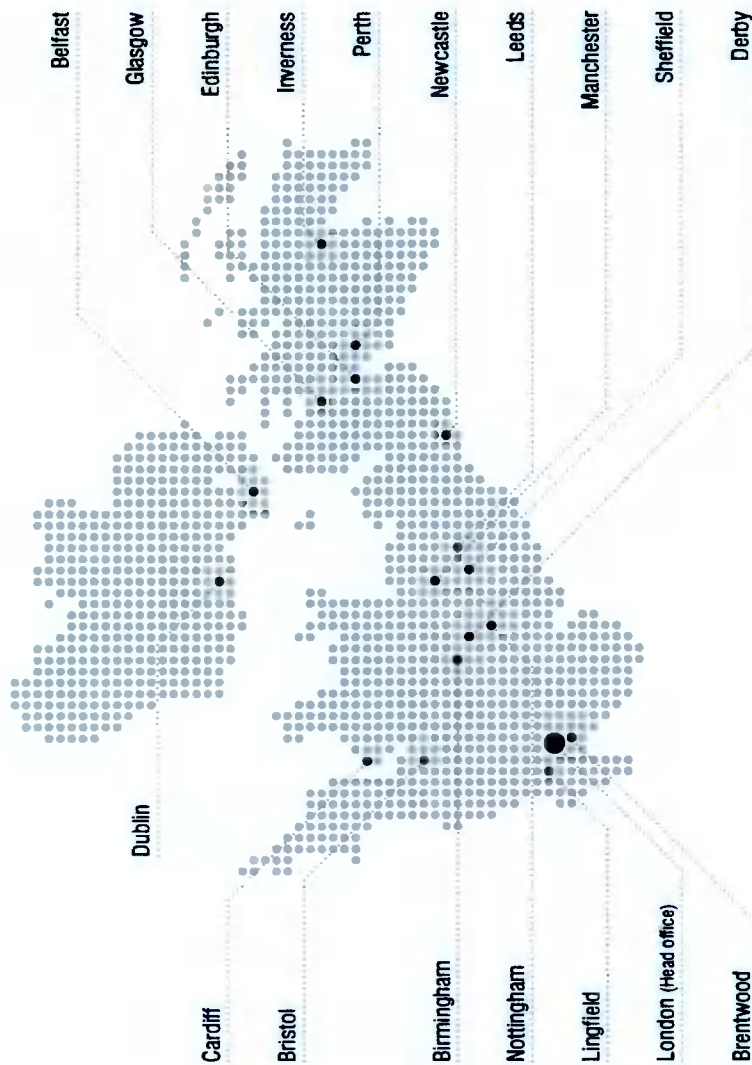 Dublin
Cardiff
Bristol
Birmingham
Nottingham
Lingfield
London (Head office)
Brentwood
Belfast
Glasgow
Edinburgh
Inverness
Perth
Newcastle
Leeds
Manchester
Sheffield
Derby